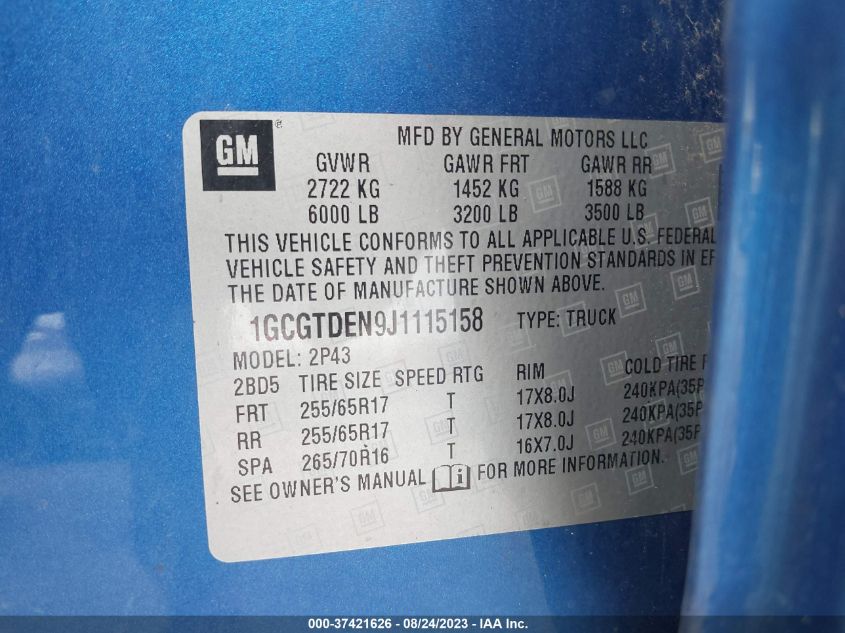 GM
MFD BY GENERAL MOTORS LLC
GVWR GAWR FRT GAWR RR
2722 KG 1452 KG 1588 KG
6000 LB 3200 LB 3500 LB
THIS VEHICLE CONFORMS TO ALL APPLICABLE U.S. FEDERAL
VEHICLE SAFETY AND THEFT PREVENTION STANDARDS IN EF
THE DATE OF MANUFACTURE SHOWN ABOVE.
1GCGTDEN9J1115158 TYPE: TRUCK
MODEL: 2P43
2BD5 TIRE SIZE SPEED RTG RIM COLD TIRE P
FRT 255/65R17 T 17X8.0J 240KPA(35P
RR 255/65R17 T 17X8.0J 240KPA(35P
SPA 265/70R16 T 16X7.0J 240KPA(35P
SEE OWNER'S MANUAL i FOR MORE INFORMATION.
000-37421626 - 08/24/2023 - IAA Inc.